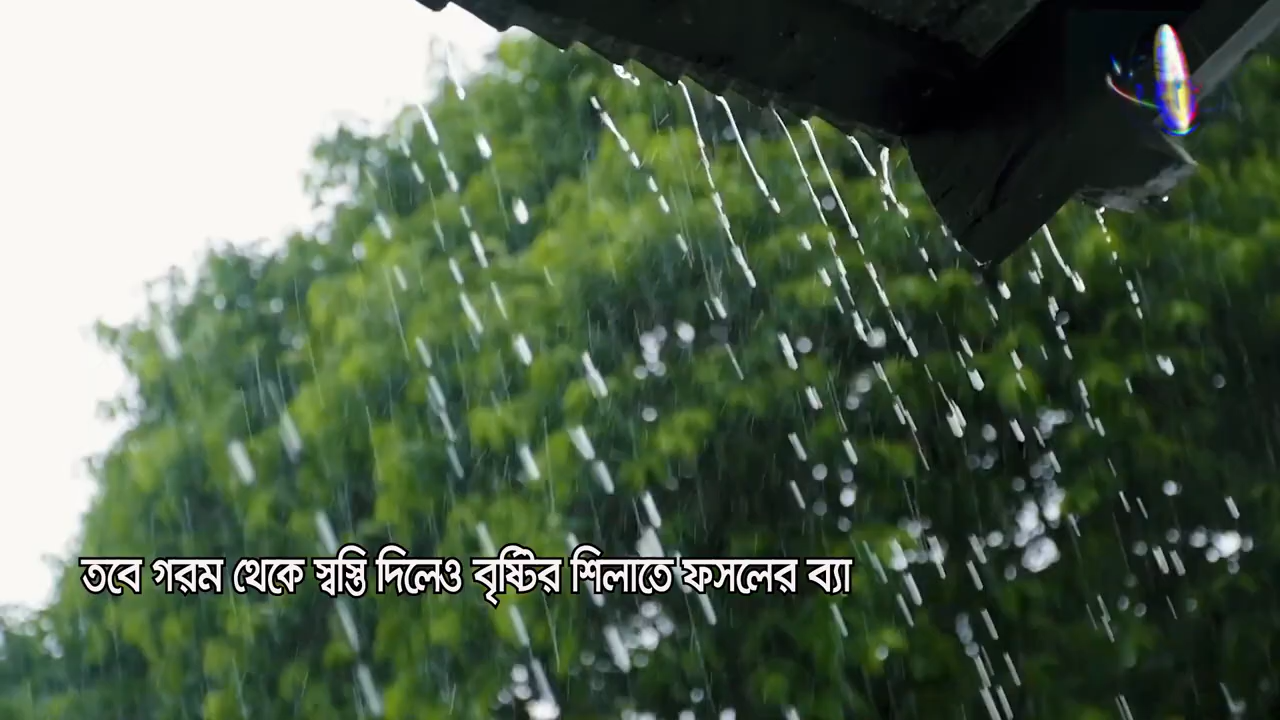 তবে গরম থেকে স্বস্তি দিলেও বৃষ্টির শিলাতে ফসলের ব্যা